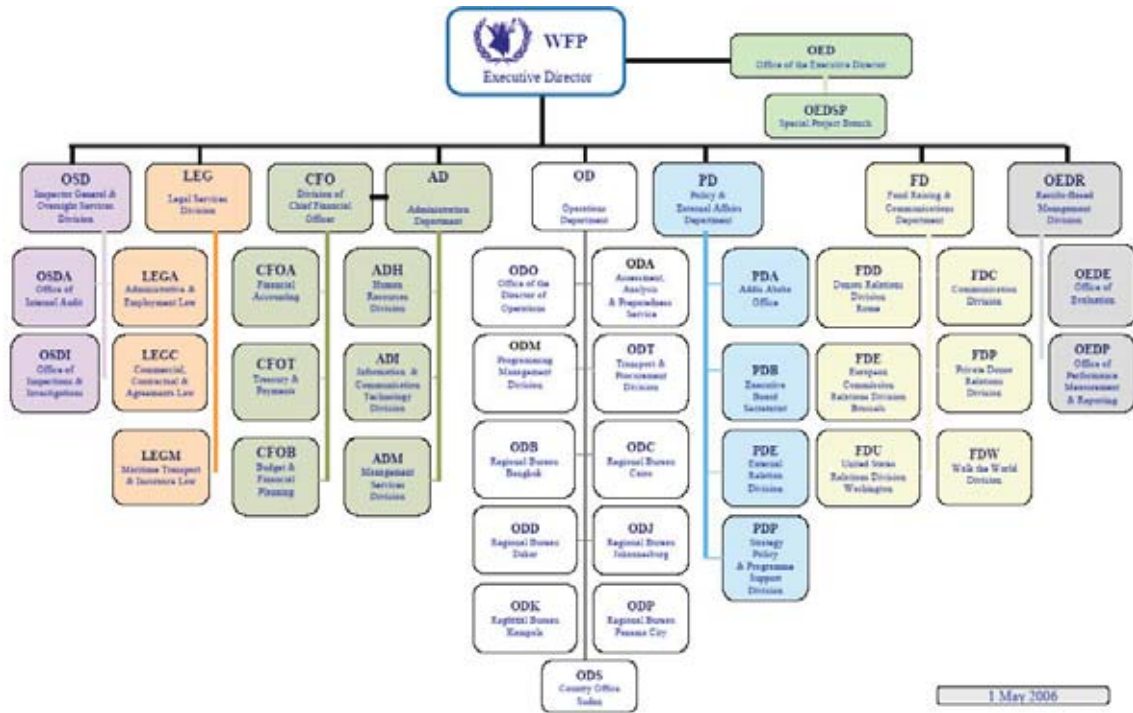 WFP
Executive Director
OED
Office of the Executive Director
OEDSP
Special Project Branch
OSD
Inspector General &
Oversight Services
Division
LEG
Legal Services
Division
CFO
Division of
Chief Financial
Officer
AD
Administration
Department
OD
Operations
Department
PD
Policy &
External Affairs
Department
FD
Fund Raising &
Communications
Department
OEDR
Results-Based
Management
Division
OSDA
Office of
Internal Audit
OSDI
Office of
Inspections &
Investigations
LEGA
Administrative &
Employment Law
LEGC
Commercial,
Contractual &
Agreements Law
LEGM
Maritime Transport
& Insurance Law
CFOA
Financial
Accounting
CFOT
Treasury &
Payments
CFOB
Budget &
Financial
Planning
ADH
Human
Resources
Division
ADI
Information &
Communication
Technology
Division
ADM
Management
Services
Division
ODO
Office of the
Director of
Operations
ODA
Assessment,
Analysis
& Preparedness
Service
ODM
Programming
Management
Division
ODT
Transport &
Procurement
Division
ODB
Regional Bureau
Bangkok
ODC
Regional Bureau
Cairo
ODD
Regional Bureau
Dakar
ODJ
Regional Bureau
Johannesburg
ODK
Regional Bureau
Kampala
ODP
Regional Bureau
Panama City
ODS
Country Office
Sudan
PDA
Addis Ababa
Office
PDB
Executive
Board
Secretariat
PDE
External
Relation
Division
PDP
Strategy
Policy
& Programme
Support
Division
FDD
Donors Relations
Division
Rome
FDC
Communication
Division
FDE
European
Commission
Relations Division
Brussels
FDP
Private Donor
Relations
Division
FDU
United States
Relations Division
Washington
FDW
Walk the World
Division
OEDE
Office of
Evaluation
OEDP
Office of
Performance
Measurement
& Reporting
1 May 2006